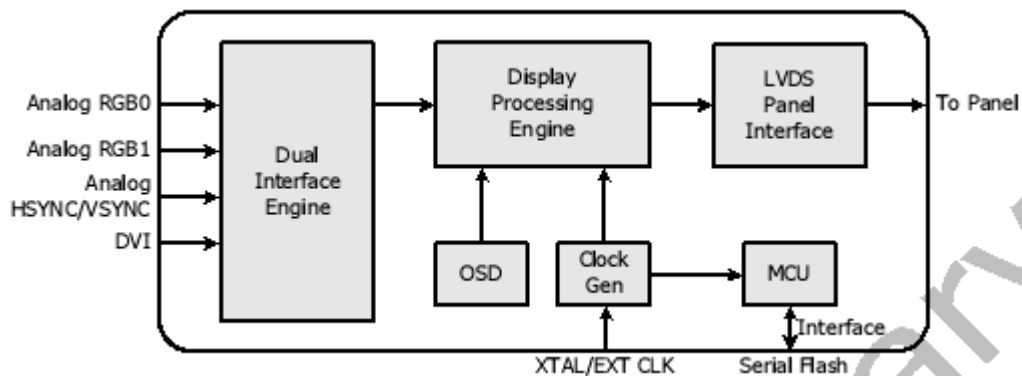 Analog RGB0
Analog RGB1
Analog
HSYNC/VSYNC
DVI
Dual
Interface
Engine
Display
Processing
Engine
LVDS
Panel
Interface
To Panel
OSD
Clock
Gen
MCU
Interface
XTAL/EXT CLK
Serial Flash